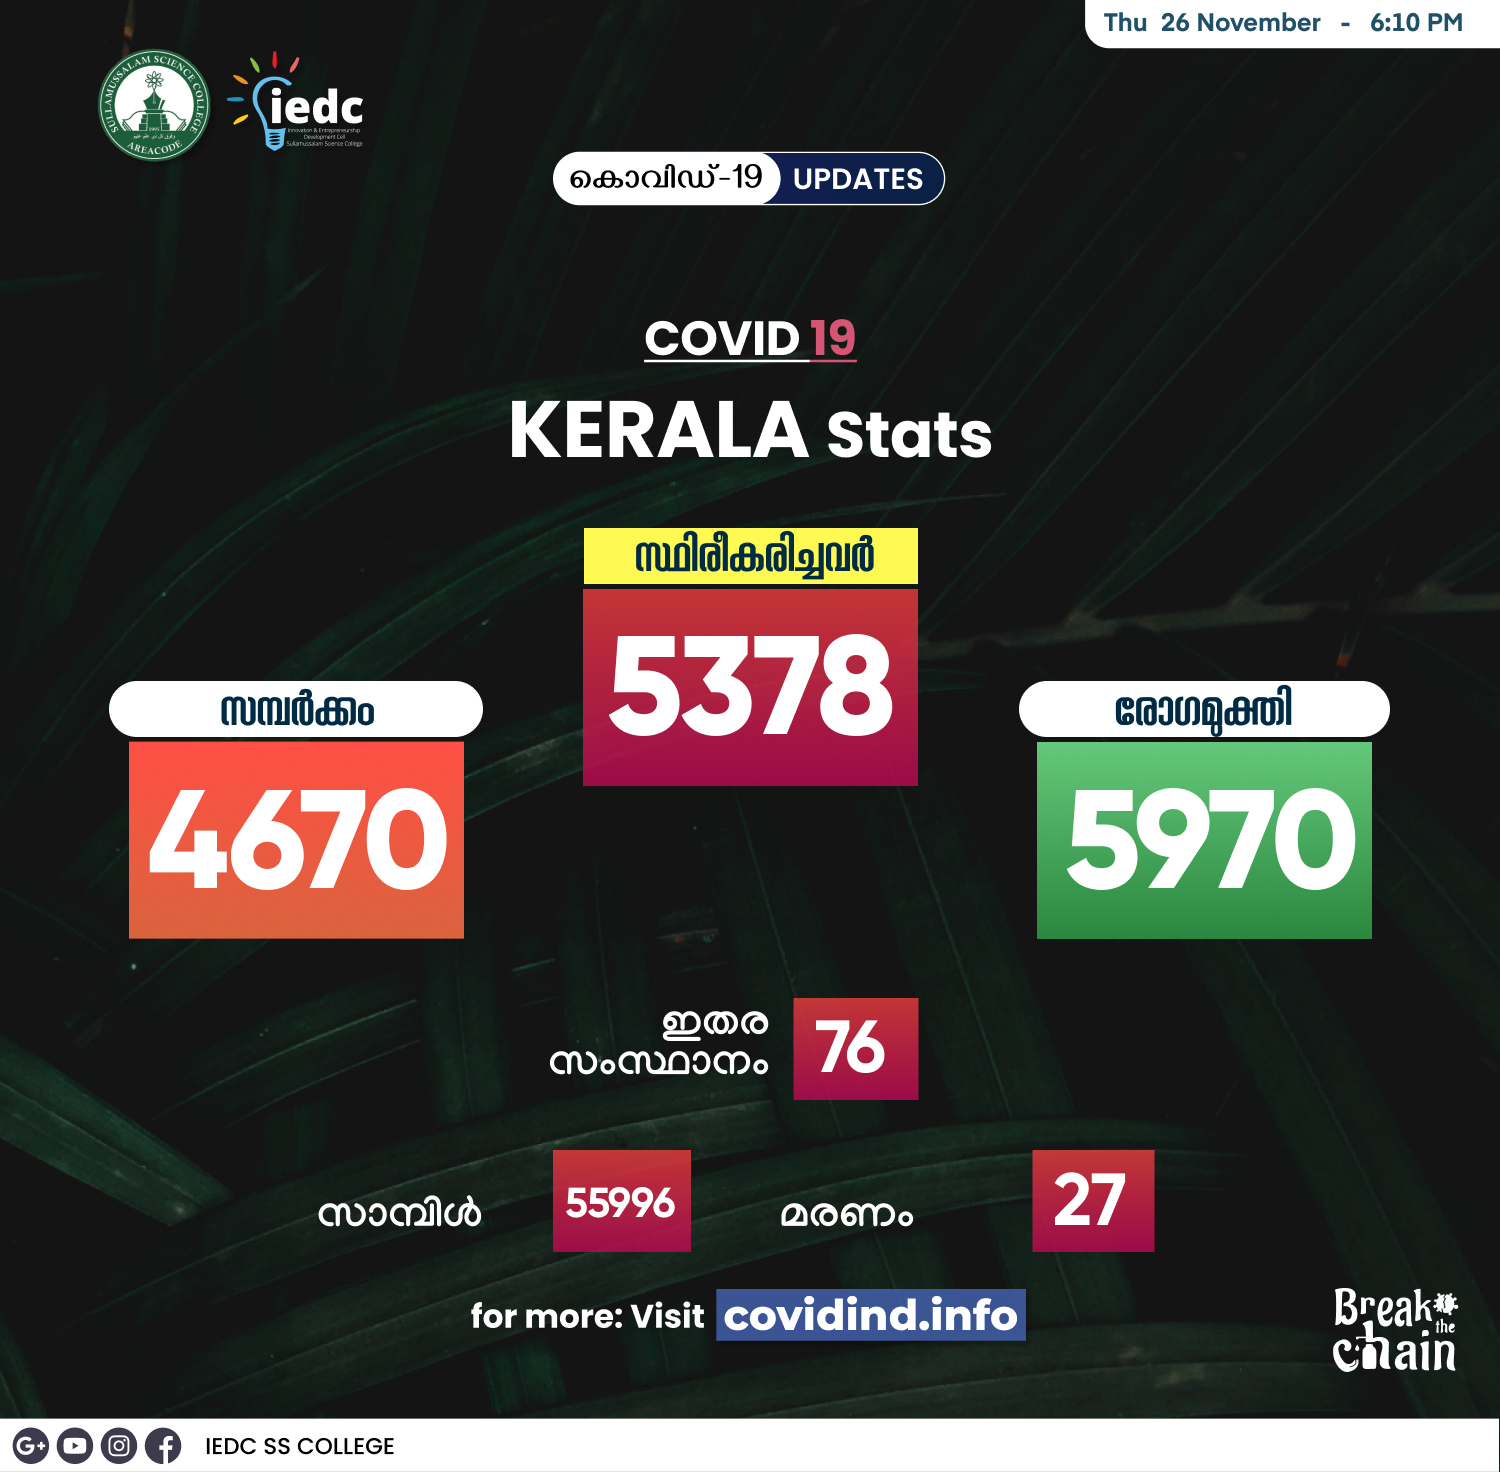 Thu 26 November - 6:10 PM
SULLAMUSSALAM SCIENCE COLLEGE
1995
AREACODE
iedc
Innovation & Entrepreneurship
Development Cell
Sullamussalam Science College
കൊവിഡ്-19 UPDATES
COVID 19
KERALA Stats
സ്ഥിരീകരിച്ചവർ
5378
സമ്പർക്കം
4670
രോഗമുക്തി
5970
ഇതര
സംസ്ഥാനം
76
സാമ്പിൾ 55996 മരണം 27
for more: Visit covidind.info
Break
the
chain
G+ IEDC SS COLLEGE